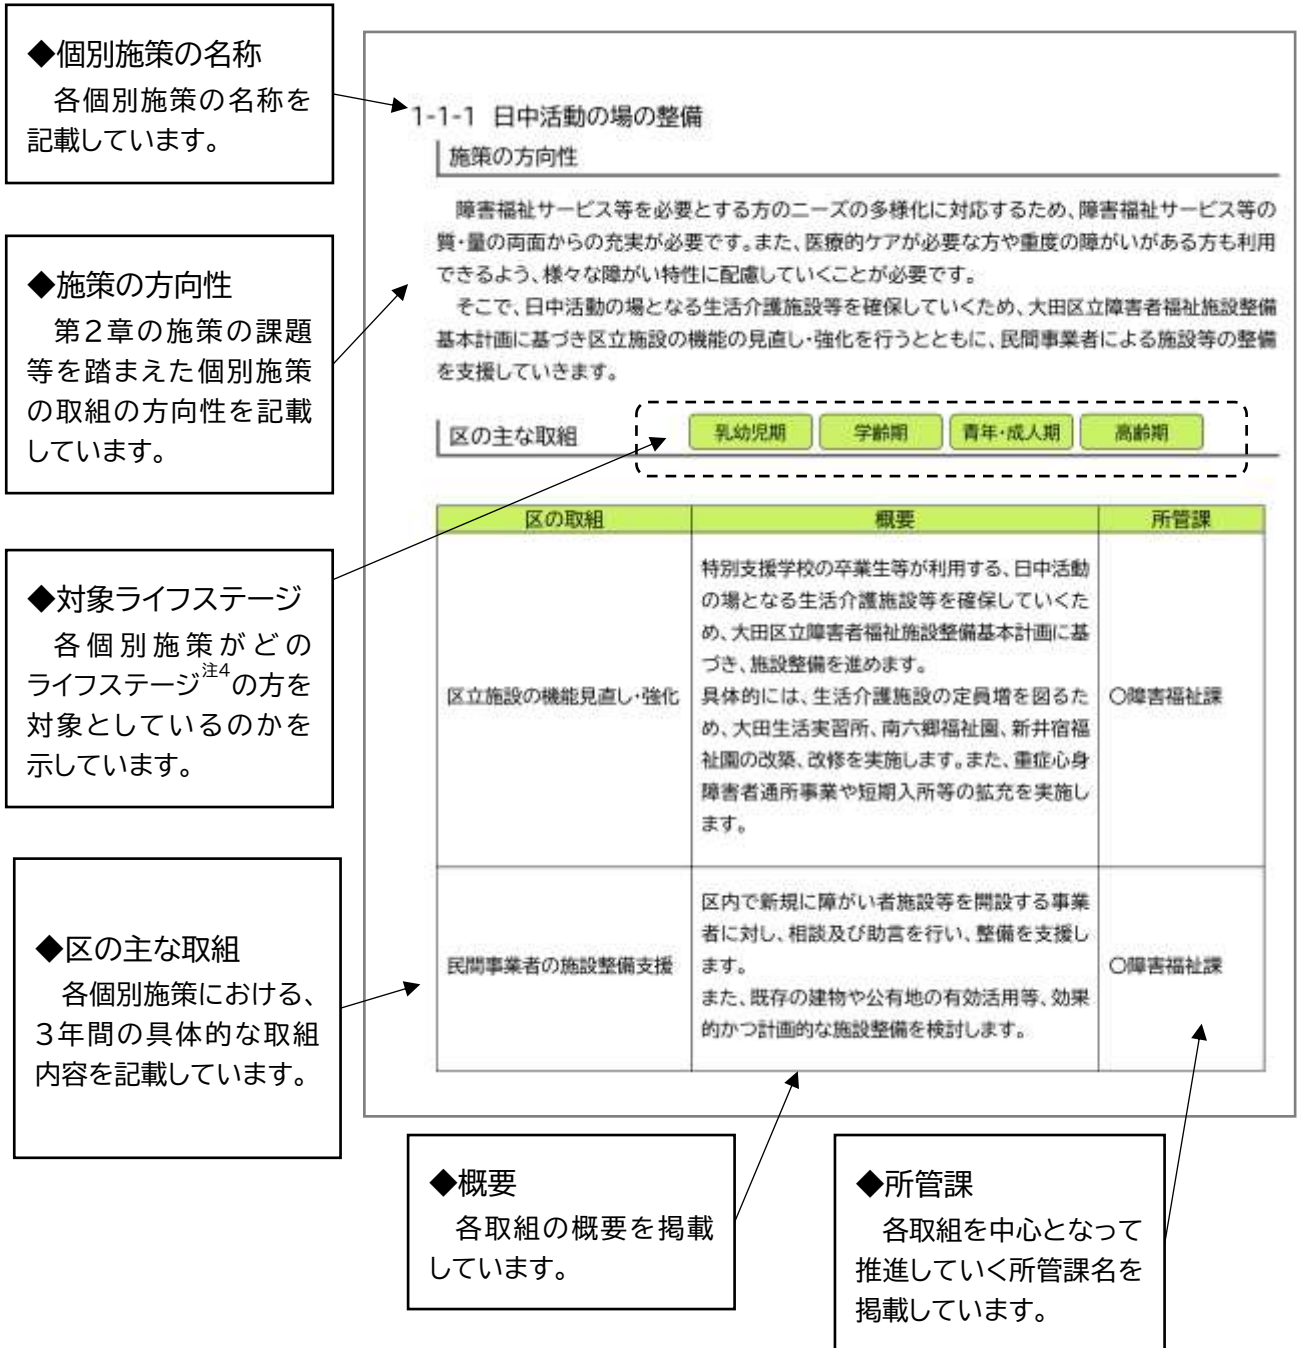 ◆個別施策の名称
各個別施策の名称を
記載しています。
◆施策の方向性
第2章の施策の課題
等を踏まえた個別施策
の取組の方向性を記載
しています。
◆対象ライフステージ
各個別施策がどの
ライフステージ注4の方を
対象としているのかを
示しています。
◆区の主な取組
各個別施策における、
3年間の具体的な取組
内容を記載しています。
1-1-1 日中活動の場の整備
施策の方向性
障害福祉サービス等を必要とする方のニーズの多様化に対応するため、障害福祉サービス等の
質・量の両面からの充実が必要です。また、医療的ケアが必要な方や重度の障がいがある方も利用
できるよう、様々な障がい特性に配慮していくことが必要です。
そこで、日中活動の場となる生活介護施設等を確保していくため、大田区立障害者福祉施設整備
基本計画に基づき区立施設の機能の見直し・強化を行うとともに、民間事業者による施設等の整備
を支援していきます。
区の主な取組 乳幼児期 学齢期 青年・成人期 高齢期
区の取組 概要 所管課
区立施設の機能見直し・強化
特別支援学校の卒業生等が利用する、日中活動
の場となる生活介護施設等を確保していくた
め、大田区立障害者福祉施設整備基本計画に基
づき、施設整備を進めます。
具体的には、生活介護施設の定員増を図るた
め、大田生活実習所、南六郷福祉園、新井宿福
祉園の改築、改修を実施します。また、重症心身
障害者通所事業や短期入所等の拡充を実施し
ます。
〇障害福祉課
民間事業者の施設整備支援
区内で新規に障がい者施設等を開設する事業
者に対し、相談及び助言を行い、整備を支援し
ます。
また、既存の建物や公有地の有効活用等、効果
的かつ計画的な施設整備を検討します。
〇障害福祉課
◆概要
各取組の概要を掲載
しています。
◆所管課
各取組を中心となって
推進していく所管課名を
掲載しています。